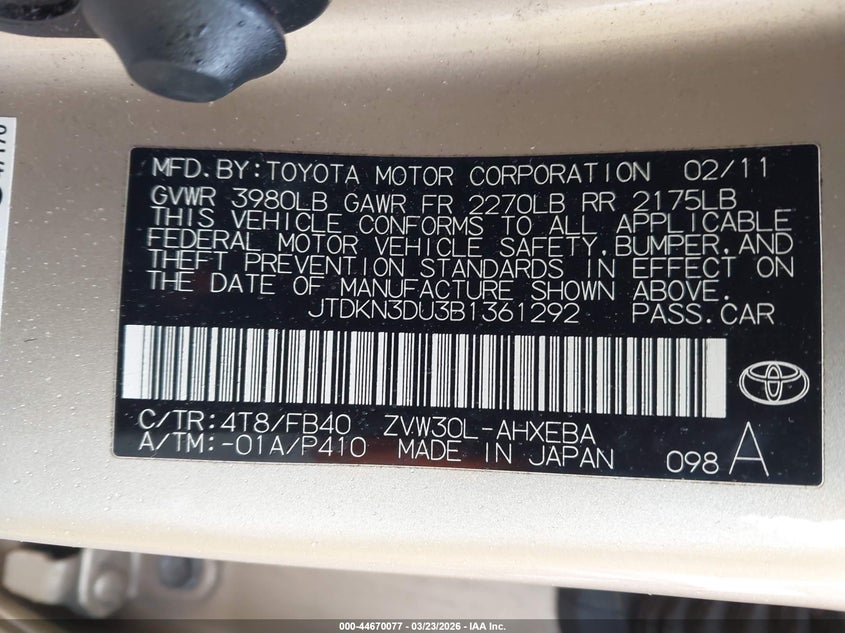 MFD.BY:TOYOTA MOTOR CORPORATION 02/11
GVWR 3980LB GAWR FR 2270LB RR 2175LB
THIS VEHICLE CONFORMS TO ALL APPLICABLE
FEDERAL MOTOR VEHICLE SAFETY,BUMPER,AND
THEFT PREVENTION STANDARDS IN EFFECT ON
THE DATE OF MANUFACTURE SHOWN ABOVE.
JTDKN3DU3B1361292 PASS.CAR
C/TR:4T8/FB40 ZVW30L-AHXEBA
A/TM:-01A/P410 MADE IN JAPAN 098 A
000-44670077 - 03/23/2026 - IAA Inc.